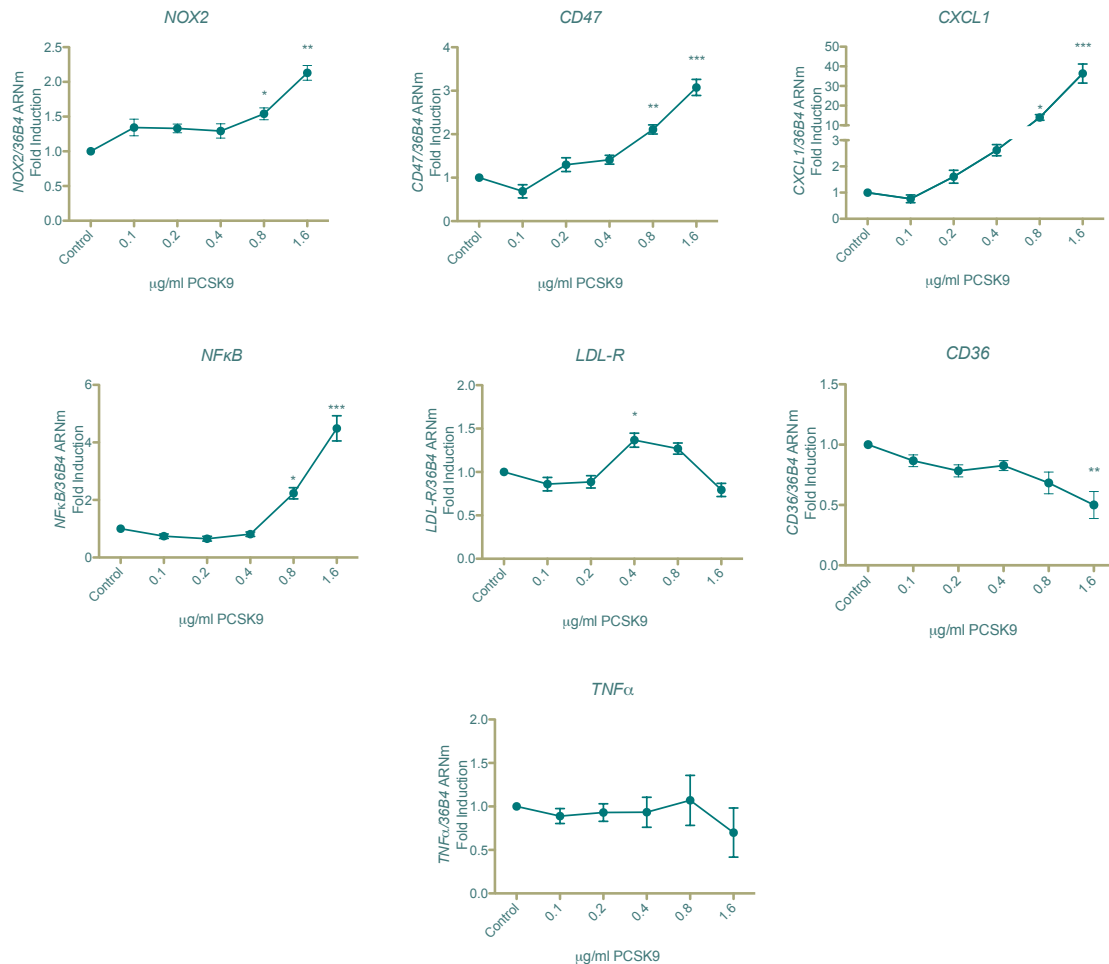 NOX2
NOX2/36B4 ARNm
Fold Induction
2.5
2.0
1.5
1.0
0.5
0.0
*
**
Control
0.1
0.2
0.4
0.8
1.6
μg/ml PCSK9
CD47
CD47/36B4 ARNm
Fold Induction
4
3
2
1
0
**
***
Control
0.1
0.2
0.4
0.8
1.6
μg/ml PCSK9
CXCL1
CXCL1/36B4 ARNm
Fold Induction
50
40
30
20
10
3
2
1
0
*
***
Control
0.1
0.2
0.4
0.8
1.6
μg/ml PCSK9
NFκB
NFκB/36B4 ARNm
Fold Induction
6
4
2
0
*
***
Control
0.1
0.2
0.4
0.8
1.6
μg/ml PCSK9
LDL-R
LDL-R/36B4 ARNm
Fold Induction
2.0
1.5
1.0
0.5
0.0
*
Control
0.1
0.2
0.4
0.8
1.6
μg/ml PCSK9
CD36
CD36/36B4 ARNm
Fold Induction
1.5
1.0
0.5
0.0
**
Control
0.1
0.2
0.4
0.8
1.6
μg/ml PCSK9
TNFα
TNFα/36B4 ARNm
Fold Induction
2.0
1.5
1.0
0.5
0.0
Control
0.1
0.2
0.4
0.8
1.6
μg/ml PCSK9